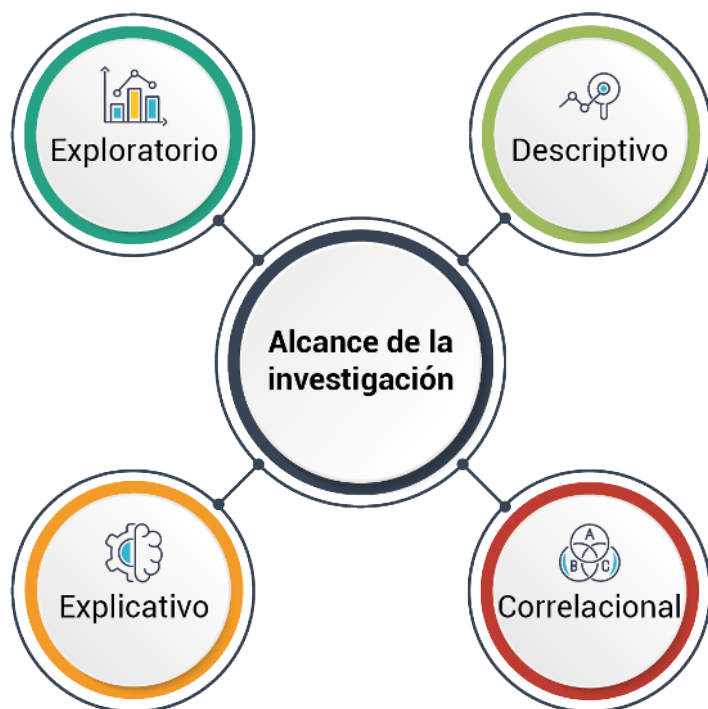 Exploratorio
Descriptivo
Alcance de la
investigación
Explicativo
A
B C
Correlacional